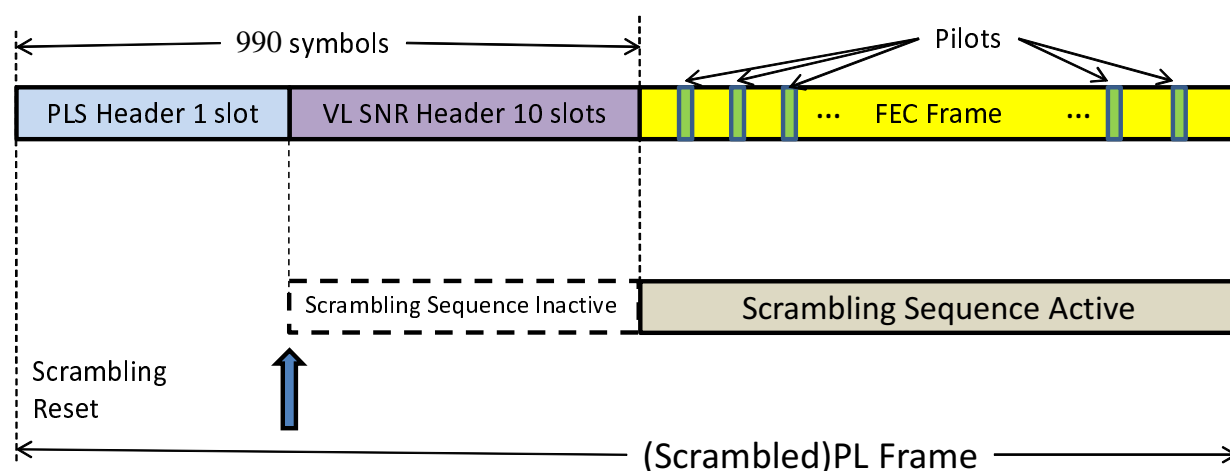 990 symbols
Pilots
PLS Header 1 slot
VL SNR Header 10 slots
... FEC Frame ...
Scrambling Sequence Inactive
Scrambling Sequence Active
Scrambling
Reset
(Scrambled)PL Frame